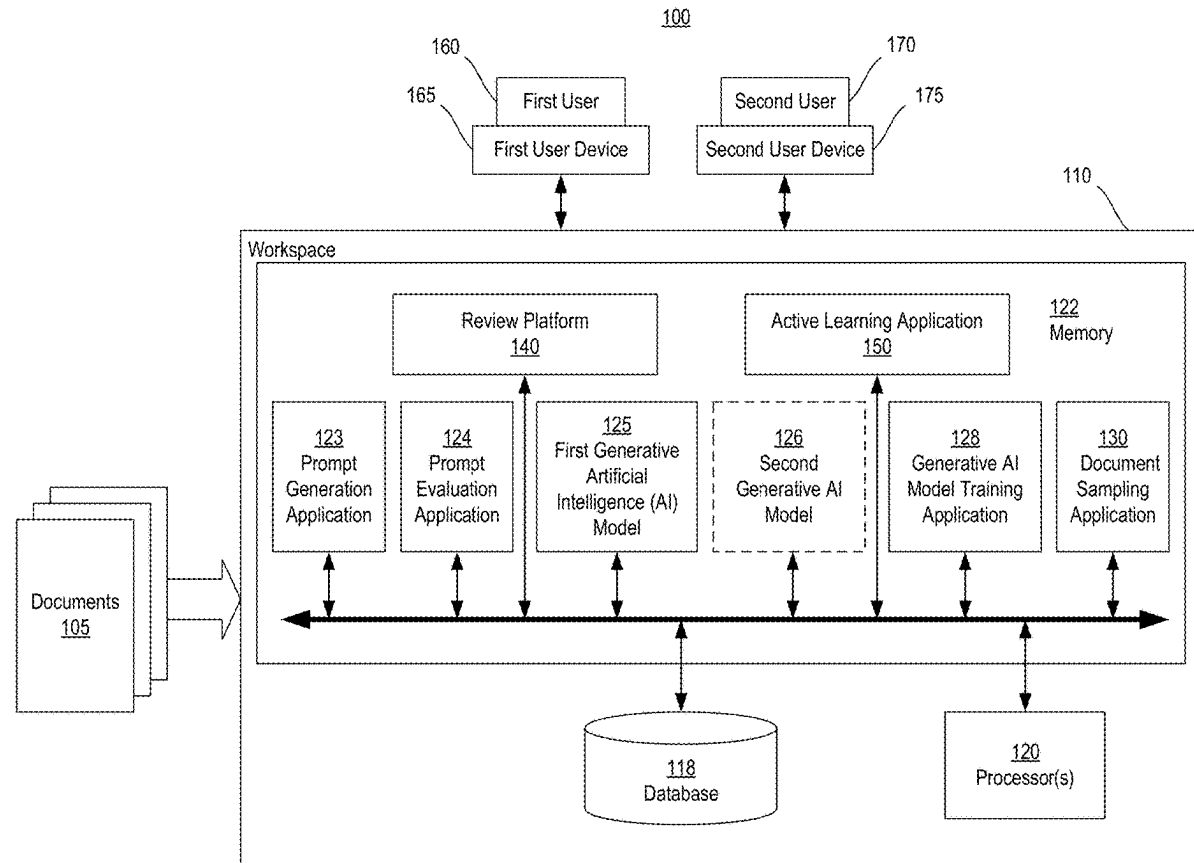 100
160
170
165
First User
Second User
175
First User Device
Second User Device
110
Workspace
Review Platform
140
Active Learning Application
150
122
Memory
123
Prompt
Generation
Application
124
Prompt
Evaluation
Application
125
First Generative
Artificial
Intelligence (AI)
Model
126
Second
Generative AI
Model
128
Generative AI
Model Training
Application
130
Document
Sampling
Application
Documents
105
118
Database
120
Processor(s)